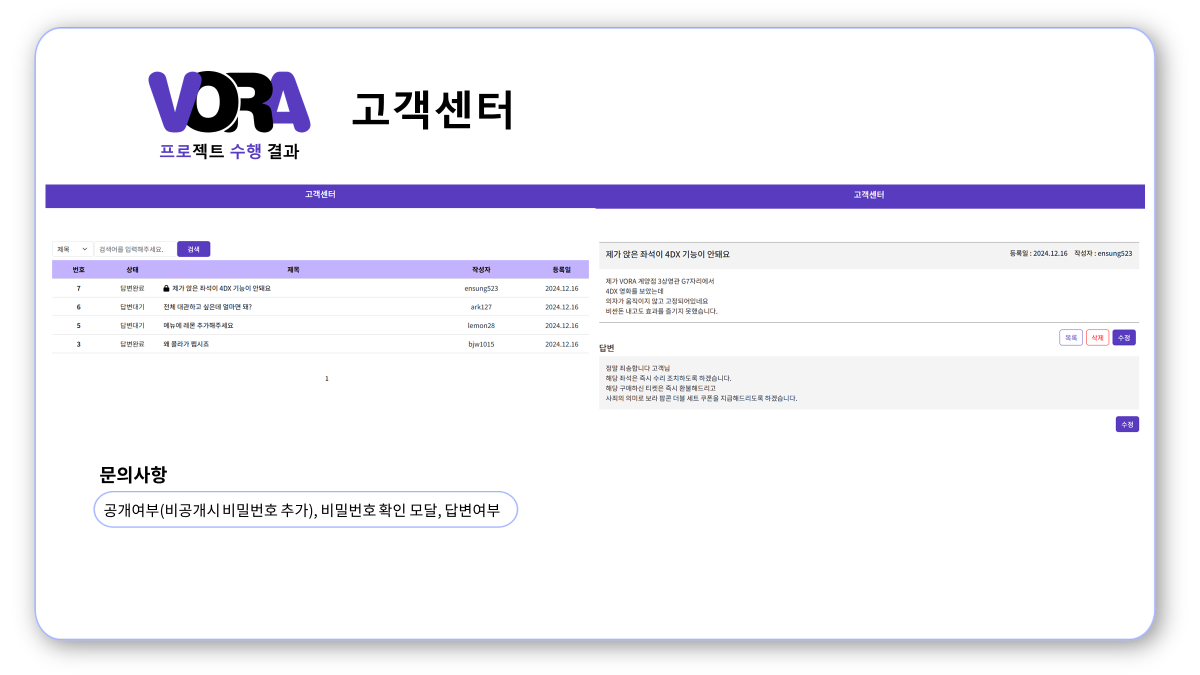 VORA
프로젝트 수행 결과
고객센터
고객센터
제목 검색어를 입력해주세요. 검색
번호 상태 제목 작성자 등록일
7 답변완료 제가 앉은 좌석이 4DX 기능이 안돼요 ensung523 2024.12.16
6 답변대기 전체 대관하고 싶은데 얼마면 돼? ark127 2024.12.16
5 답변대기 메뉴에 레몬 추가해주세요 lemon28 2024.12.16
3 답변완료 왜 콜라가 펩시죠 bjw1015 2024.12.16
1
고객센터
제가 앉은 좌석이 4DX 기능이 안돼요 등록일 : 2024.12.16 작성자 : ensung523
제가 VORA 계양점 3상영관 G7자리에서
4DX 영화를 보았는데
의자가 움직이지 않고 고정되어있네요
비싼돈 내고도 효과를 즐기지 못했습니다.
목록 삭제 수정
답변
정말 죄송합니다 고객님
해당 좌석은 즉시 수리 조치하도록 하겠습니다.
해당 구매하신 티켓은 즉시 환불해드리고
사죄의 의미로 보라 팝콘 더블 세트 쿠폰을 지급해드리도록 하겠습니다.
수정
문의사항
공개여부(비공개시 비밀번호 추가), 비밀번호 확인 모달, 답변여부